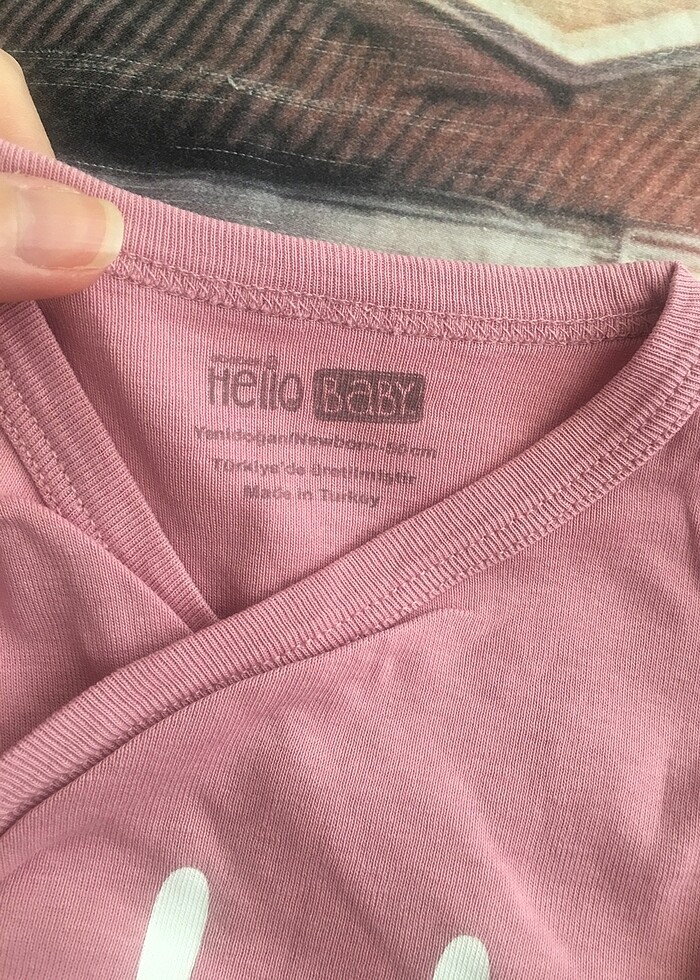 Hello BABY
Yenidoğan/Newborn-50 cm
Türkiye'de üretilmiştir
Made in Turkey